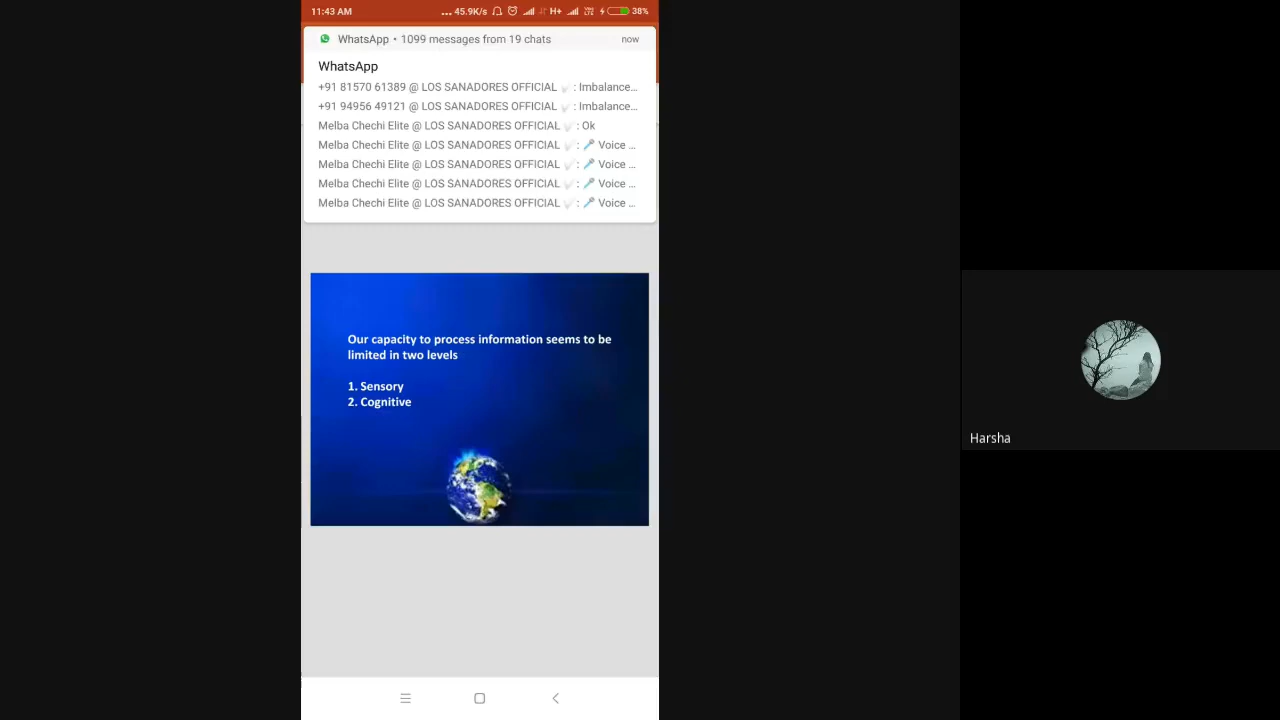 11:43 AM ... 45.9K/s H+ VoLTE 38%
WhatsApp • 1099 messages from 19 chats now
WhatsApp
+91 81570 61389 @ LOS SANADORES OFFICIAL : Imbalance...
+91 94956 49121 @ LOS SANADORES OFFICIAL : Imbalance...
Melba Chechi Elite @ LOS SANADORES OFFICIAL : Ok
Melba Chechi Elite @ LOS SANADORES OFFICIAL : 🎤 Voice ...
Melba Chechi Elite @ LOS SANADORES OFFICIAL : 🎤 Voice ...
Melba Chechi Elite @ LOS SANADORES OFFICIAL : 🎤 Voice ...
Melba Chechi Elite @ LOS SANADORES OFFICIAL : 🎤 Voice ...
Our capacity to process information seems to be
limited in two levels
1. Sensory
2. Cognitive
Harsha